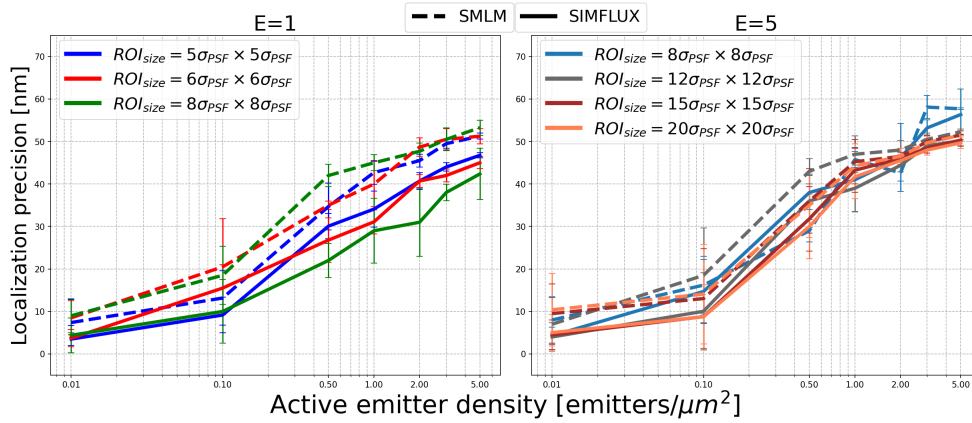 SMLM SIMFLUX
E=1
E=5
Localization precision [nm]
ROI_size = 5σ_PSF × 5σ_PSF
ROI_size = 6σ_PSF × 6σ_PSF
ROI_size = 8σ_PSF × 8σ_PSF
70
60
50
40
30
20
10
0
0.01 0.10 0.50 1.00 2.00 5.00
ROI_size = 8σ_PSF × 8σ_PSF
ROI_size = 12σ_PSF × 12σ_PSF
ROI_size = 15σ_PSF × 15σ_PSF
ROI_size = 20σ_PSF × 20σ_PSF
70
60
50
40
30
20
10
0
0.01 0.10 0.50 1.00 2.00 5.00
Active emitter density [emitters/μm²]